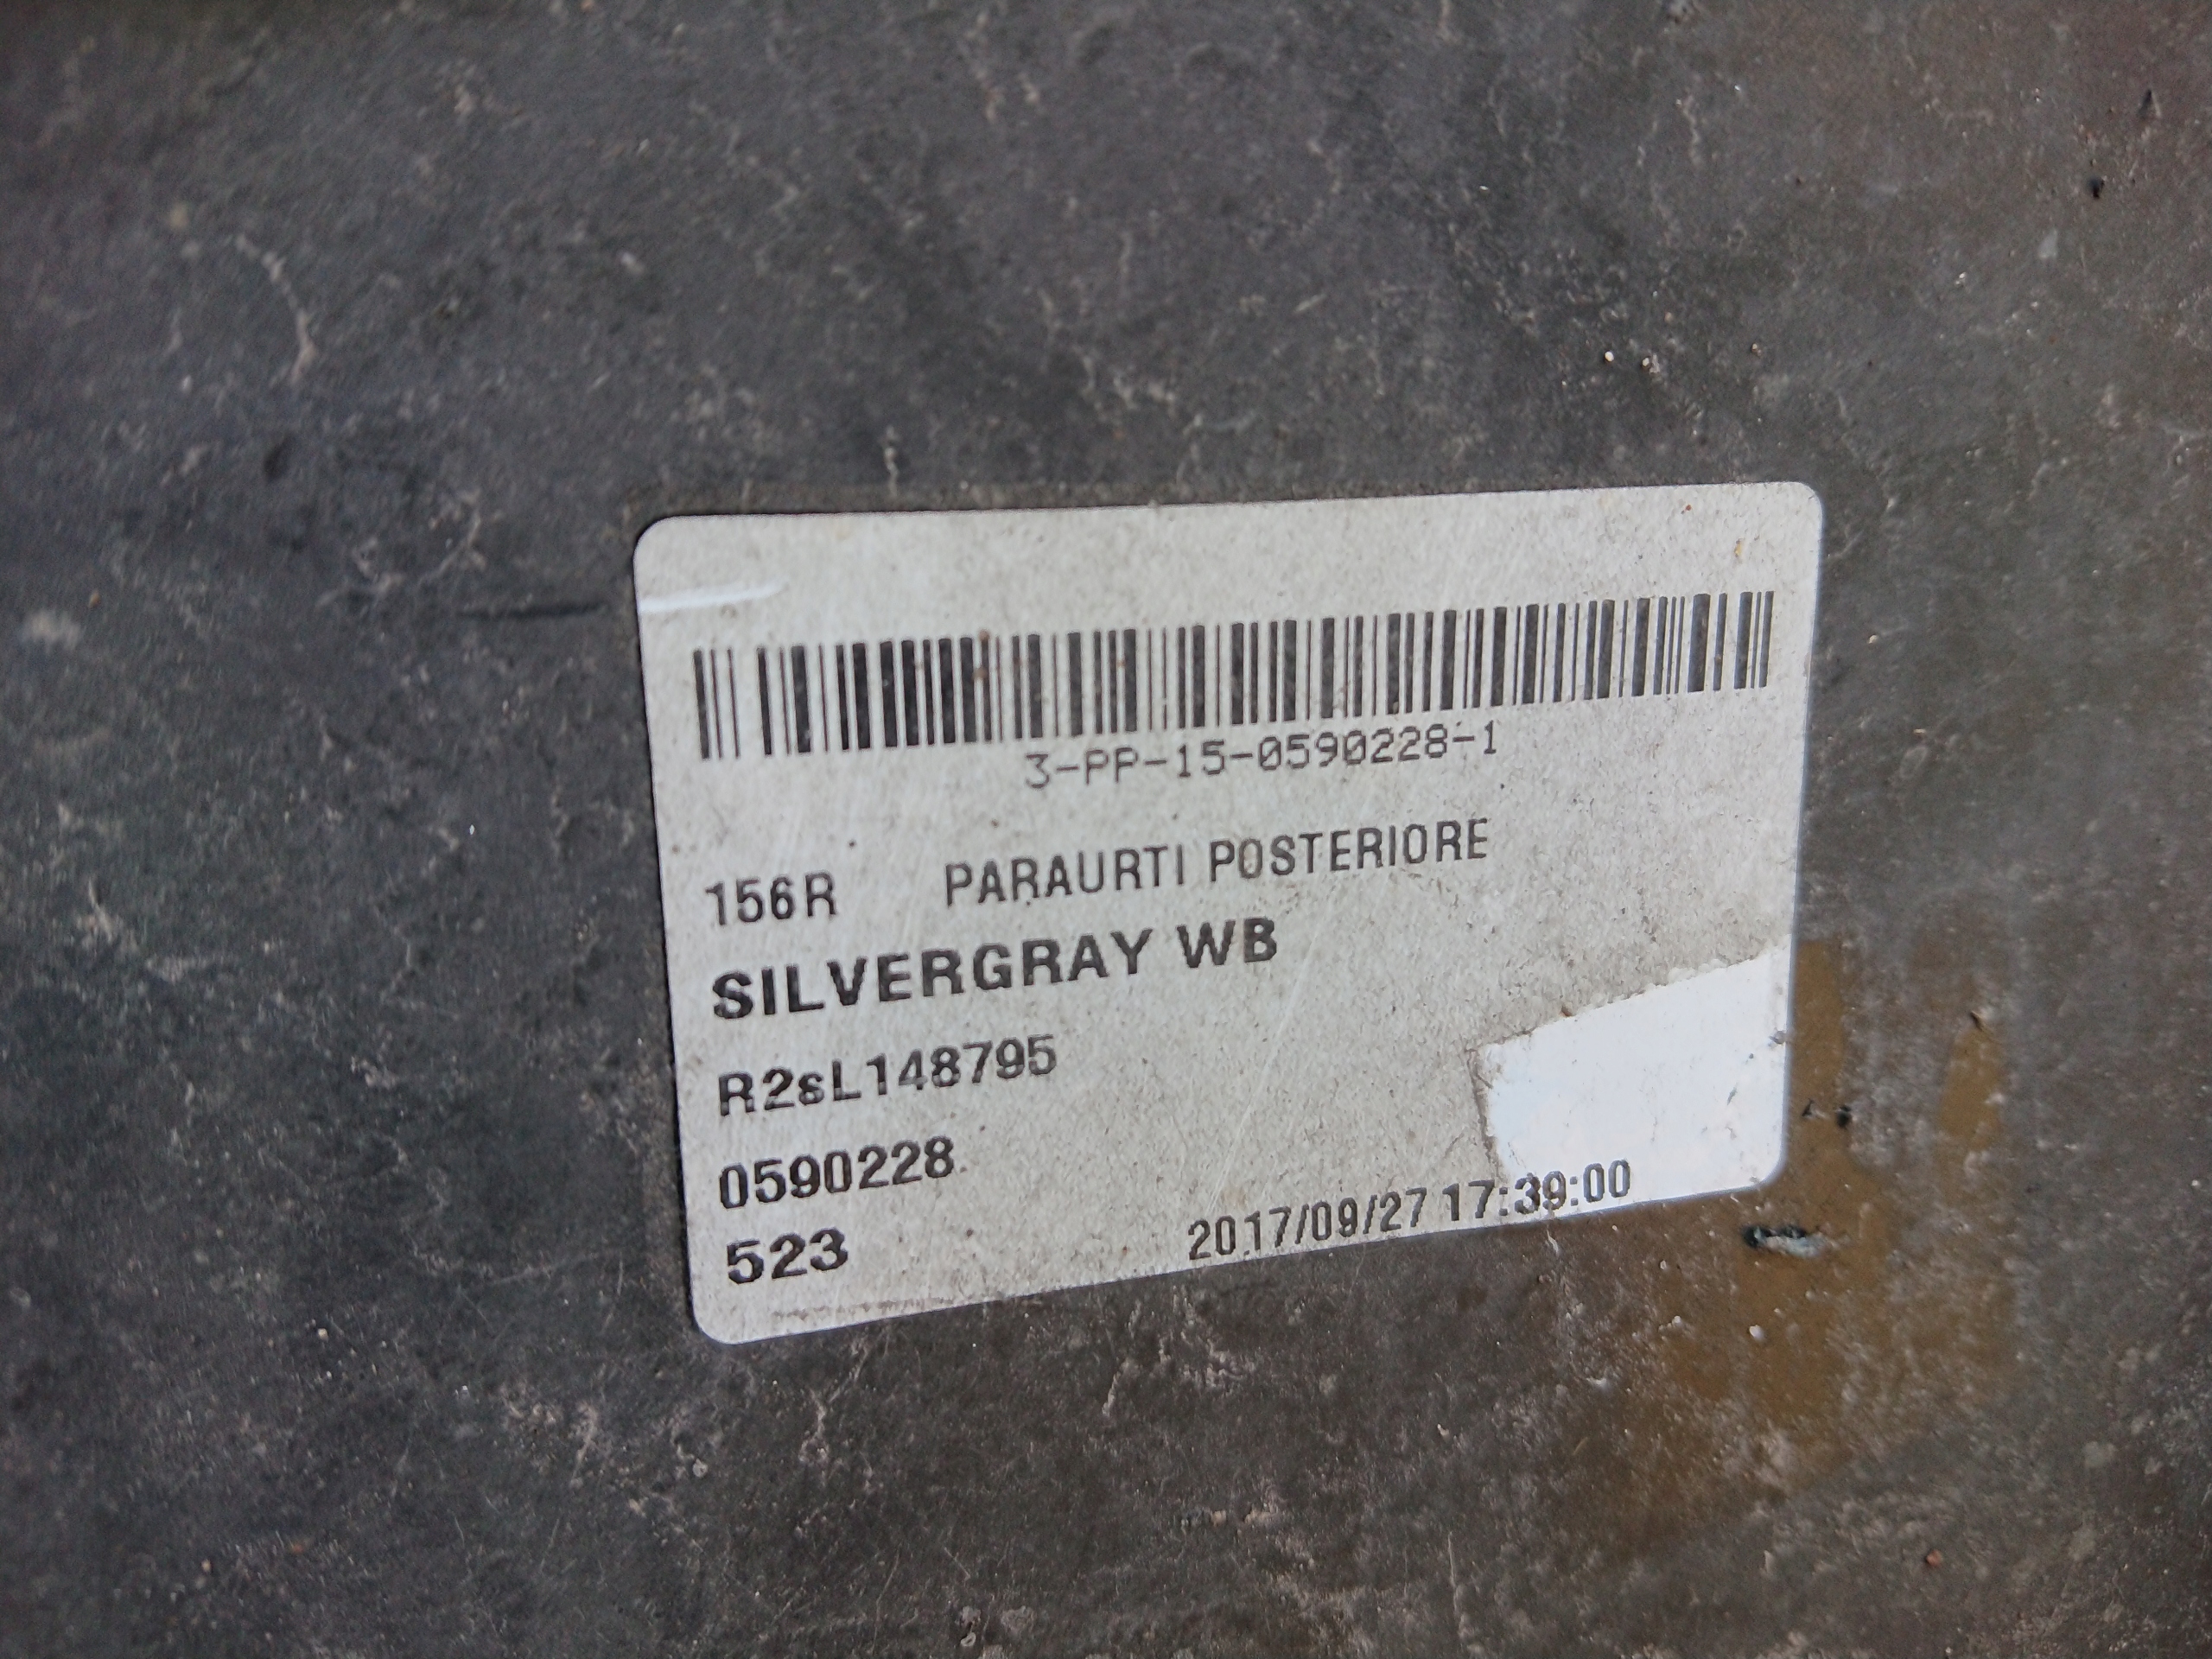 3-PP-15-0590228-1
156R PARAURTI POSTERIORE
SILVERGRAY WB
R2sL148795
0590228
523 2017/09/27 17:39:00